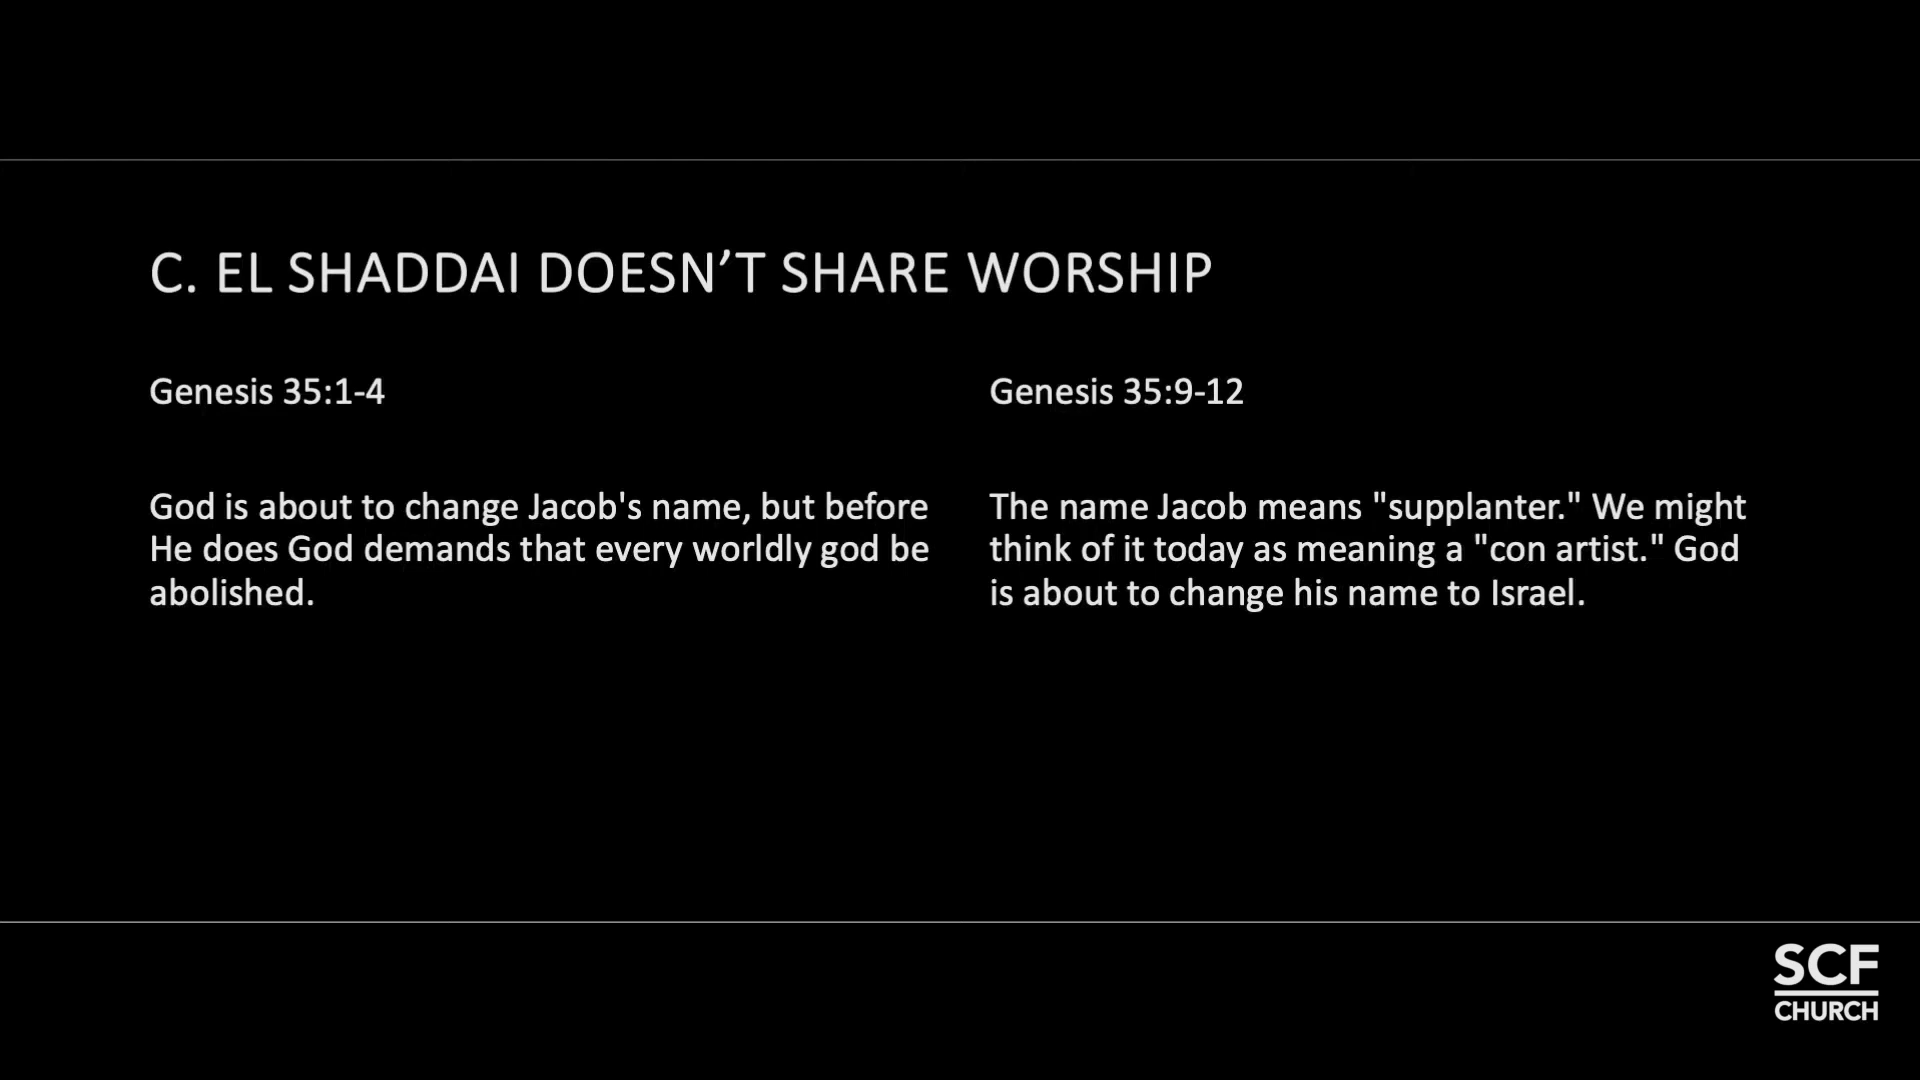 C. EL SHADDAI DOESN’T SHARE WORSHIP
Genesis 35:1-4
God is about to change Jacob's name, but before
He does God demands that every worldly god be
abolished.
Genesis 35:9-12
The name Jacob means "supplanter." We might
think of it today as meaning a "con artist." God
is about to change his name to Israel.
SCF
CHURCH